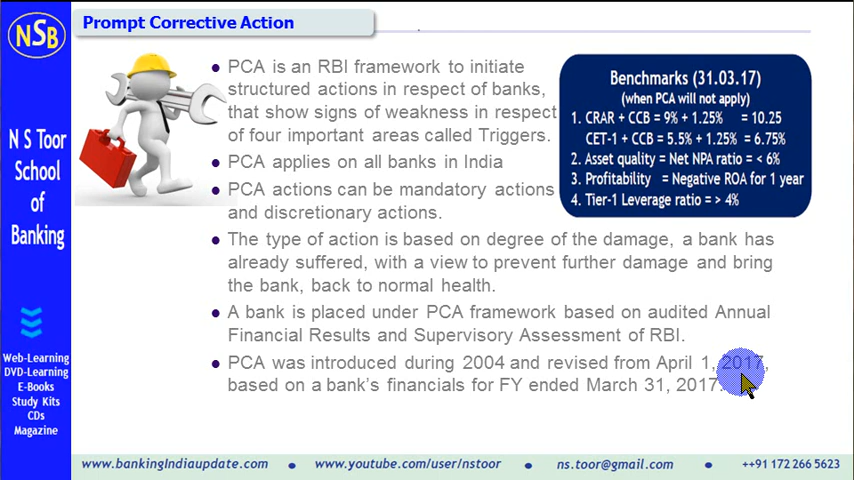 NSB
Prompt Corrective Action
N S Toor
School
of
Banking
Web-Learning
DVD-Learning
E-Books
Study Kits
CDs
Magazine
PCA is an RBI framework to initiate
structured actions in respect of banks,
that show signs of weakness in respect
of four important areas called Triggers.
PCA applies on all banks in India
PCA actions can be mandatory actions
and discretionary actions.
The type of action is based on degree of the damage, a bank has
already suffered, with a view to prevent further damage and bring
the bank, back to normal health.
A bank is placed under PCA framework based on audited Annual
Financial Results and Supervisory Assessment of RBI.
PCA was introduced during 2004 and revised from April 1, 2017,
based on a bank's financials for FY ended March 31, 2017.
Benchmarks (31.03.17)
(when PCA will not apply)
1. CRAR + CCB = 9% + 1.25% = 10.25
CET-1 + CCB = 5.5% + 1.25% = 6.75%
2. Asset quality = Net NPA ratio = < 6%
3. Profitability = Negative ROA for 1 year
4. Tier-1 Leverage ratio = > 4%
www.bankingIndiaupdate.com ● www.youtube.com/user/nstoor ● ns.toor@gmail.com ● ++91 172 266 5623